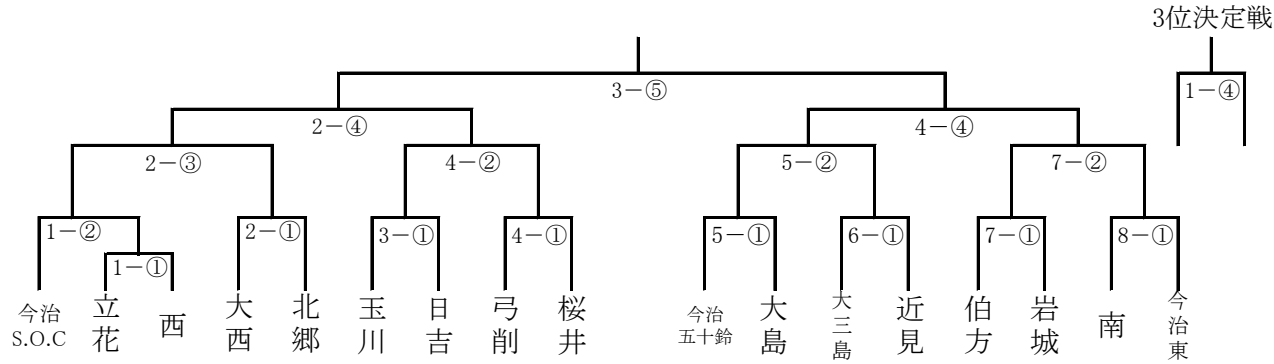 3位決定戦
3－⑤
1－④
2－④
4－④
2－③
4－②
5－②
7－②
1－②
2－①
3－①
4－①
5－①
6－①
7－①
8－①
1－①
今治
S.O.C
立花
西
大西
北郷
玉川
日吉
弓削
桜井
今治
五十鈴
大島
大三島
近見
伯方
岩城
南
今治東